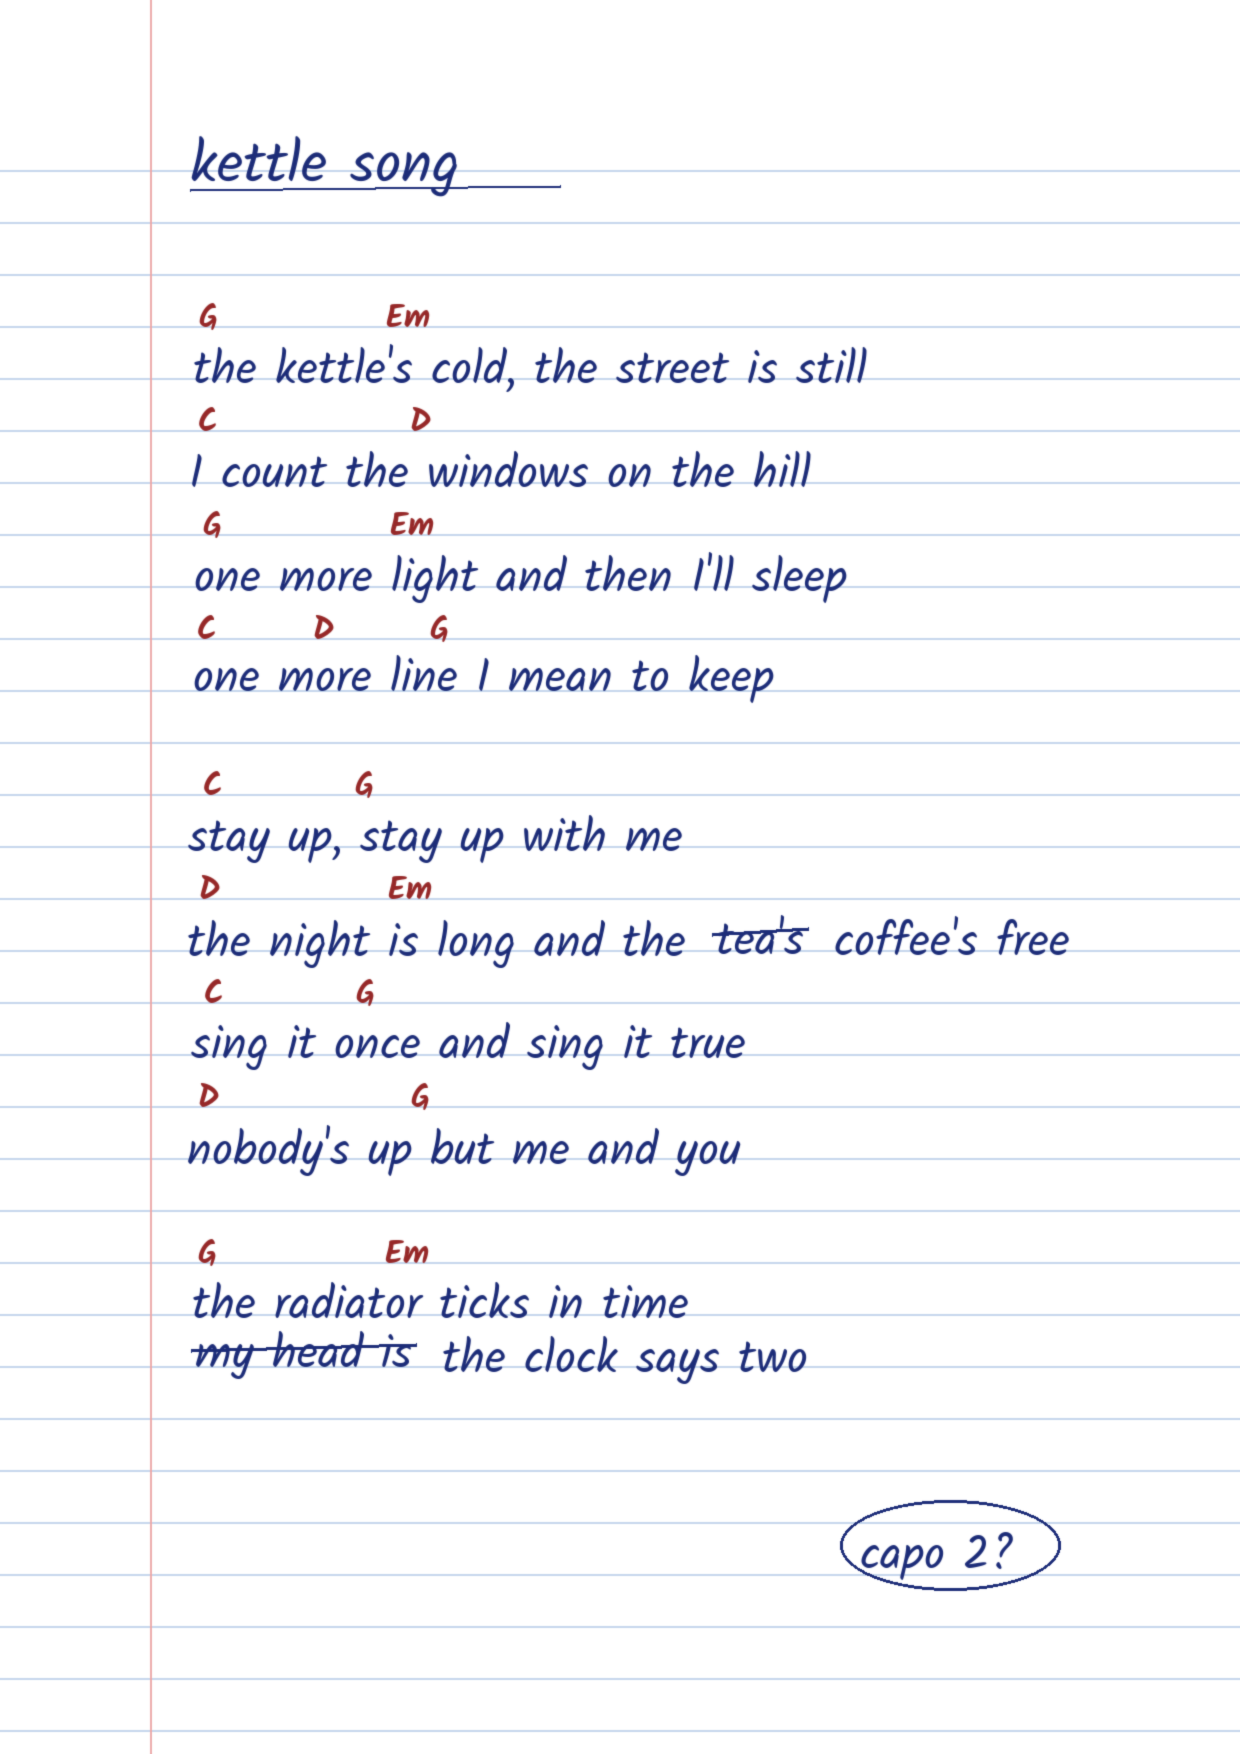 kettle song
G Em
the kettle's cold, the street is still
C D
I count the windows on the hill
G Em
one more light and then I'll sleep
C D G
one more line I mean to keep
C G
stay up, stay up with me
D Em
the night is long and the tea's coffee's free
C G
sing it once and sing it true
D G
nobody's up but me and you
G Em
the radiator ticks in time
my head is the clock says two
capo 2?